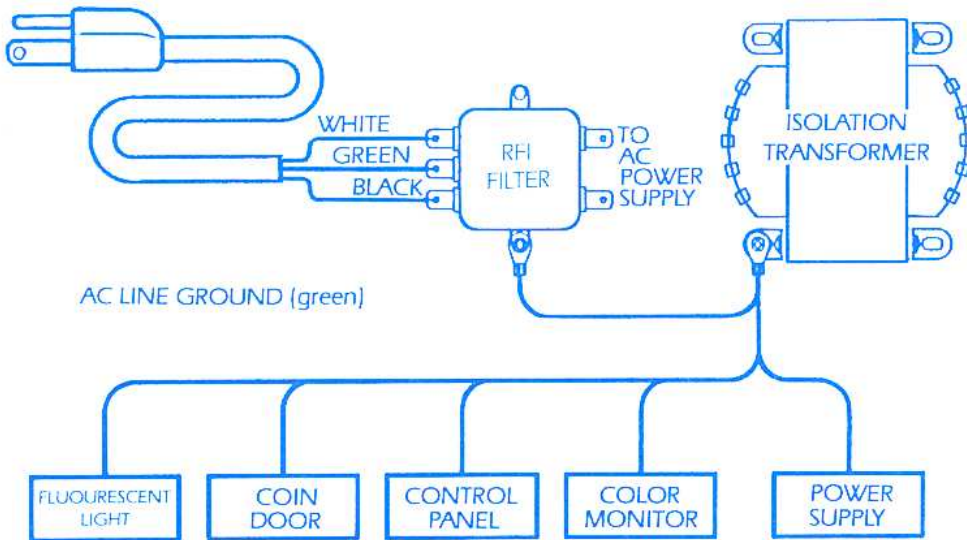 WHITE
GREEN
BLACK
RFI
FILTER
TO
AC
POWER
SUPPLY
ISOLATION
TRANSFORMER
AC LINE GROUND (green)
FLUOURESCENT
LIGHT
COIN
DOOR
CONTROL
PANEL
COLOR
MONITOR
POWER
SUPPLY